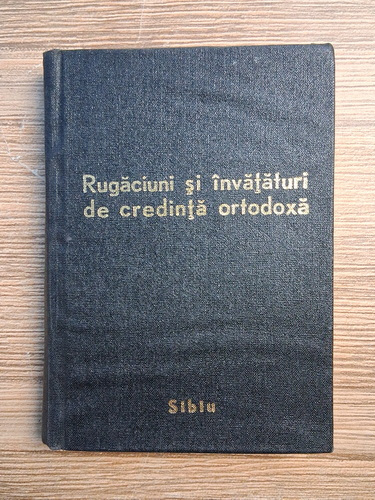 Rugăciuni şi învăţături
de credinţă ortodoxă
Sibiu